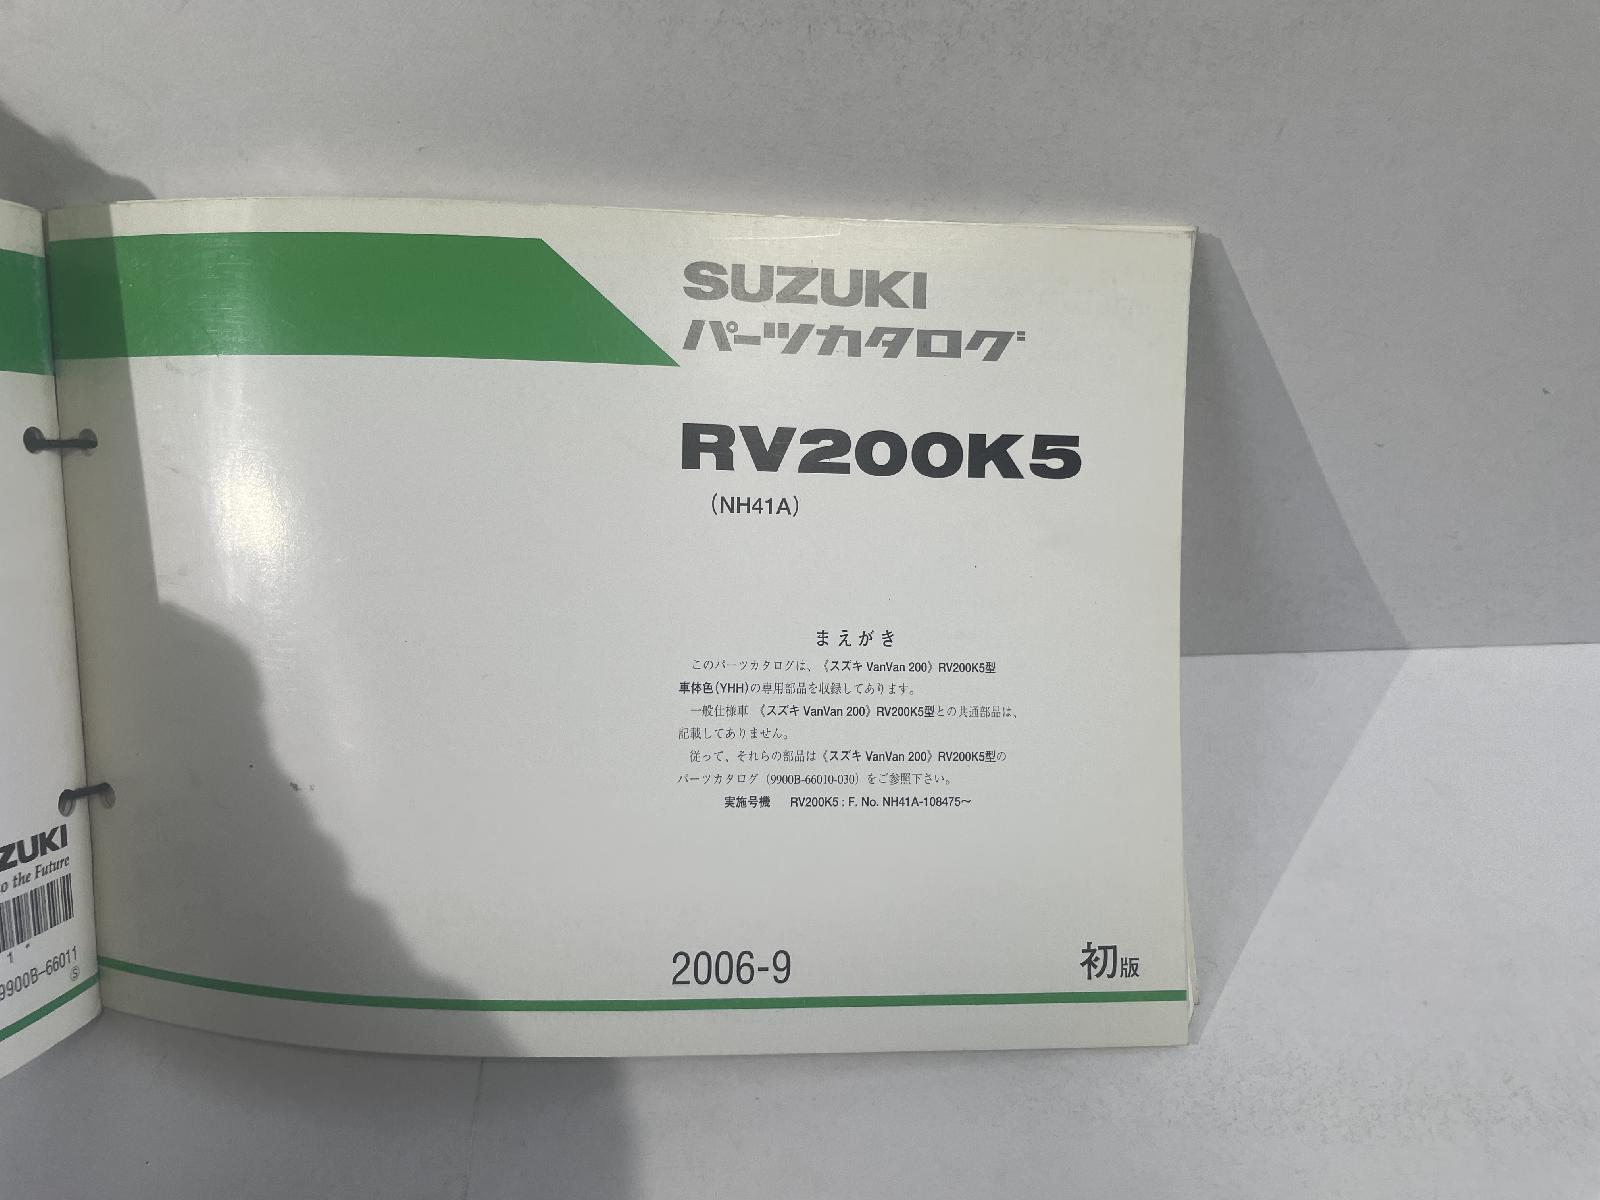 SUZUKI
パーツカタログ
RV200K5
(NH41A)
まえがき
このパーツカタログは、《スズキ VanVan 200》RV200K5型
車体色(YHH)の専用部品を収録してあります。
一般仕様車 《スズキ VanVan 200》RV200K5型との共通部品は、
記載してありません。
従って、それらの部品は《スズキ VanVan 200》RV200K5型の
パーツカタログ (9900B-66010-030) をご参照下さい。
実施号機 RV200K5 : F. No. NH41A-108475～
2006-9
初版
ZUKI
o the Future
1 *
9900B-66011
Ⓢ